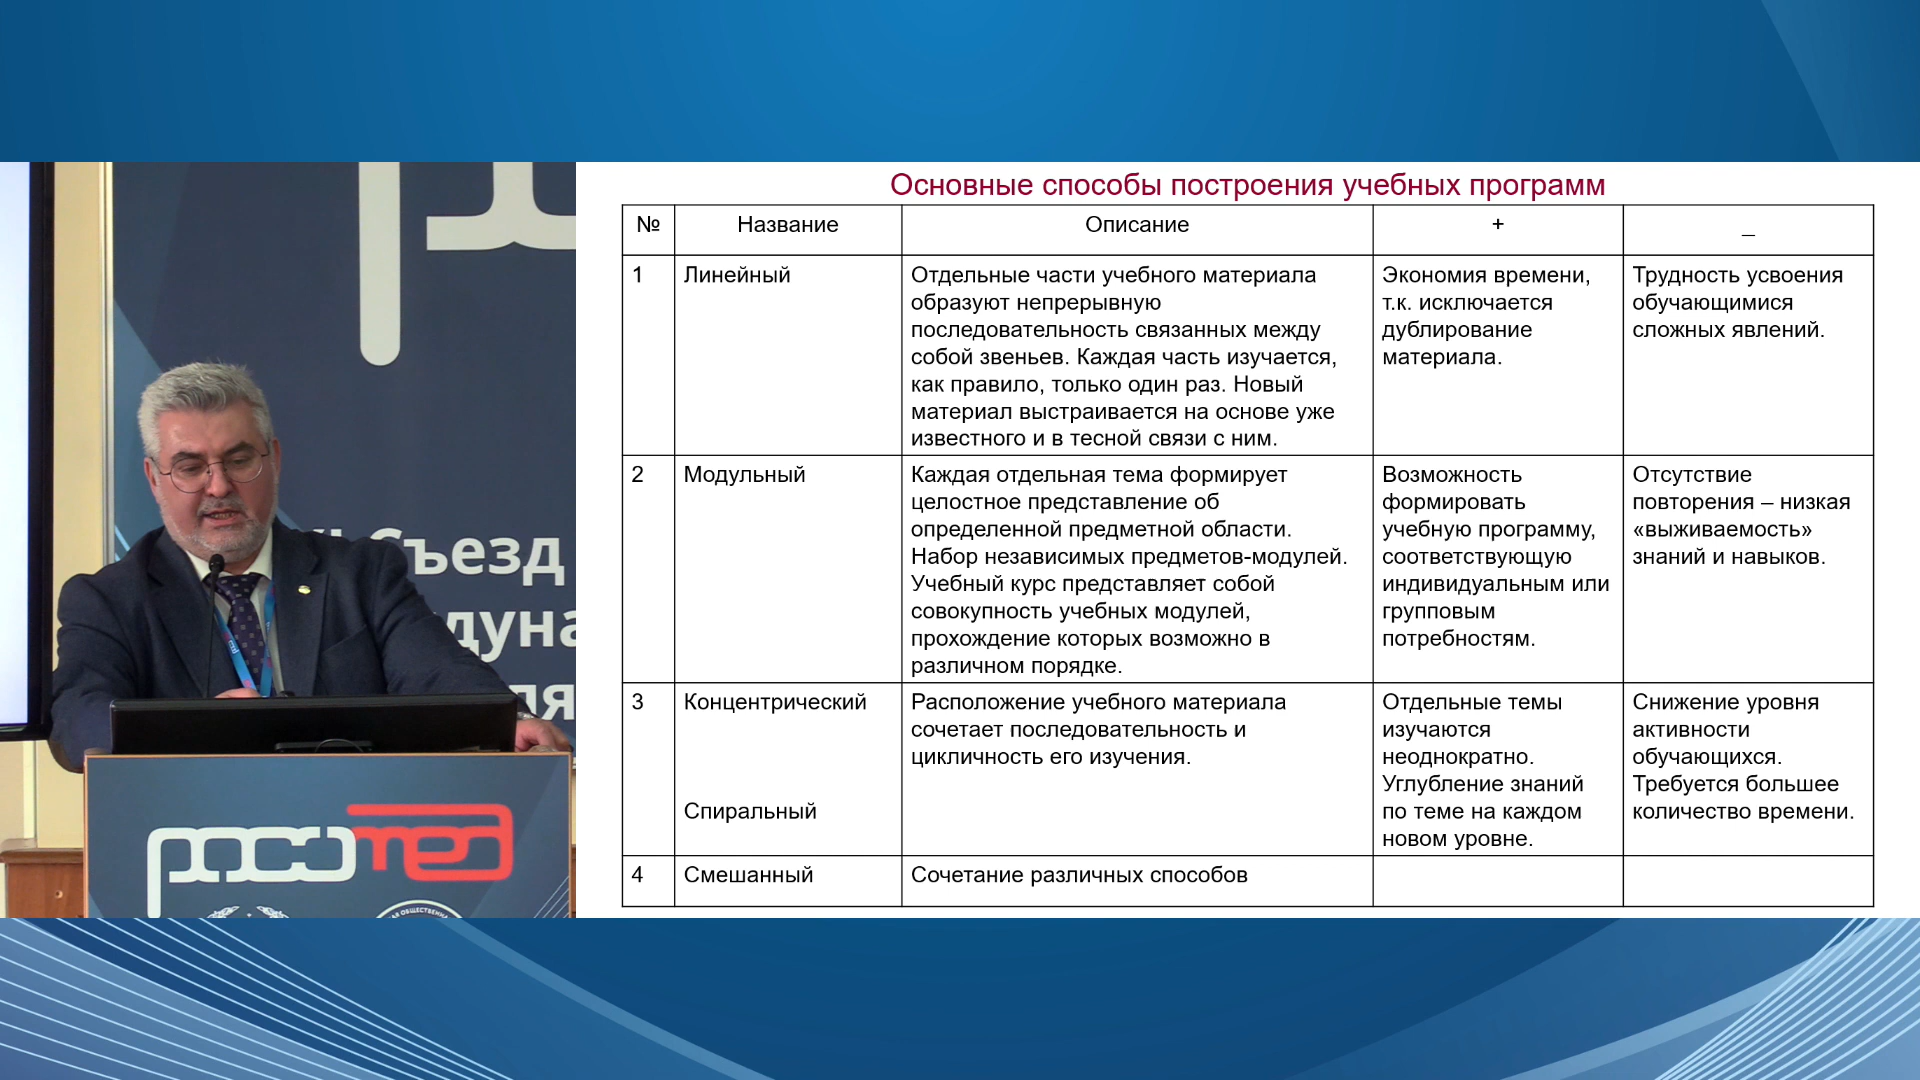 Съезд
дуна
ля
росомед
АЯ ОБЩЕСТВЕННА
Основные способы построения учебных программ
№ Название Описание + _
1 Линейный Отдельные части учебного материала Экономия времени, Трудность усвоения
образуют непрерывную т.к. исключается обучающимися
последовательность связанных между дублирование сложных явлений.
собой звеньев. Каждая часть изучается, материала.
как правило, только один раз. Новый
материал выстраивается на основе уже
известного и в тесной связи с ним.
2 Модульный Каждая отдельная тема формирует Возможность Отсутствие
целостное представление об формировать повторения – низкая
определенной предметной области. учебную программу, «выживаемость»
Набор независимых предметов-модулей. соответствующую знаний и навыков.
Учебный курс представляет собой индивидуальным или
совокупность учебных модулей, групповым
прохождение которых возможно в потребностям.
различном порядке.
3 Концентрический Расположение учебного материала Отдельные темы Снижение уровня
сочетает последовательность и изучаются активности
цикличность его изучения. неоднократно. обучающихся.
Углубление знаний Требуется большее
Спиральный по теме на каждом количество времени.
новом уровне.
4 Смешанный Сочетание различных способов